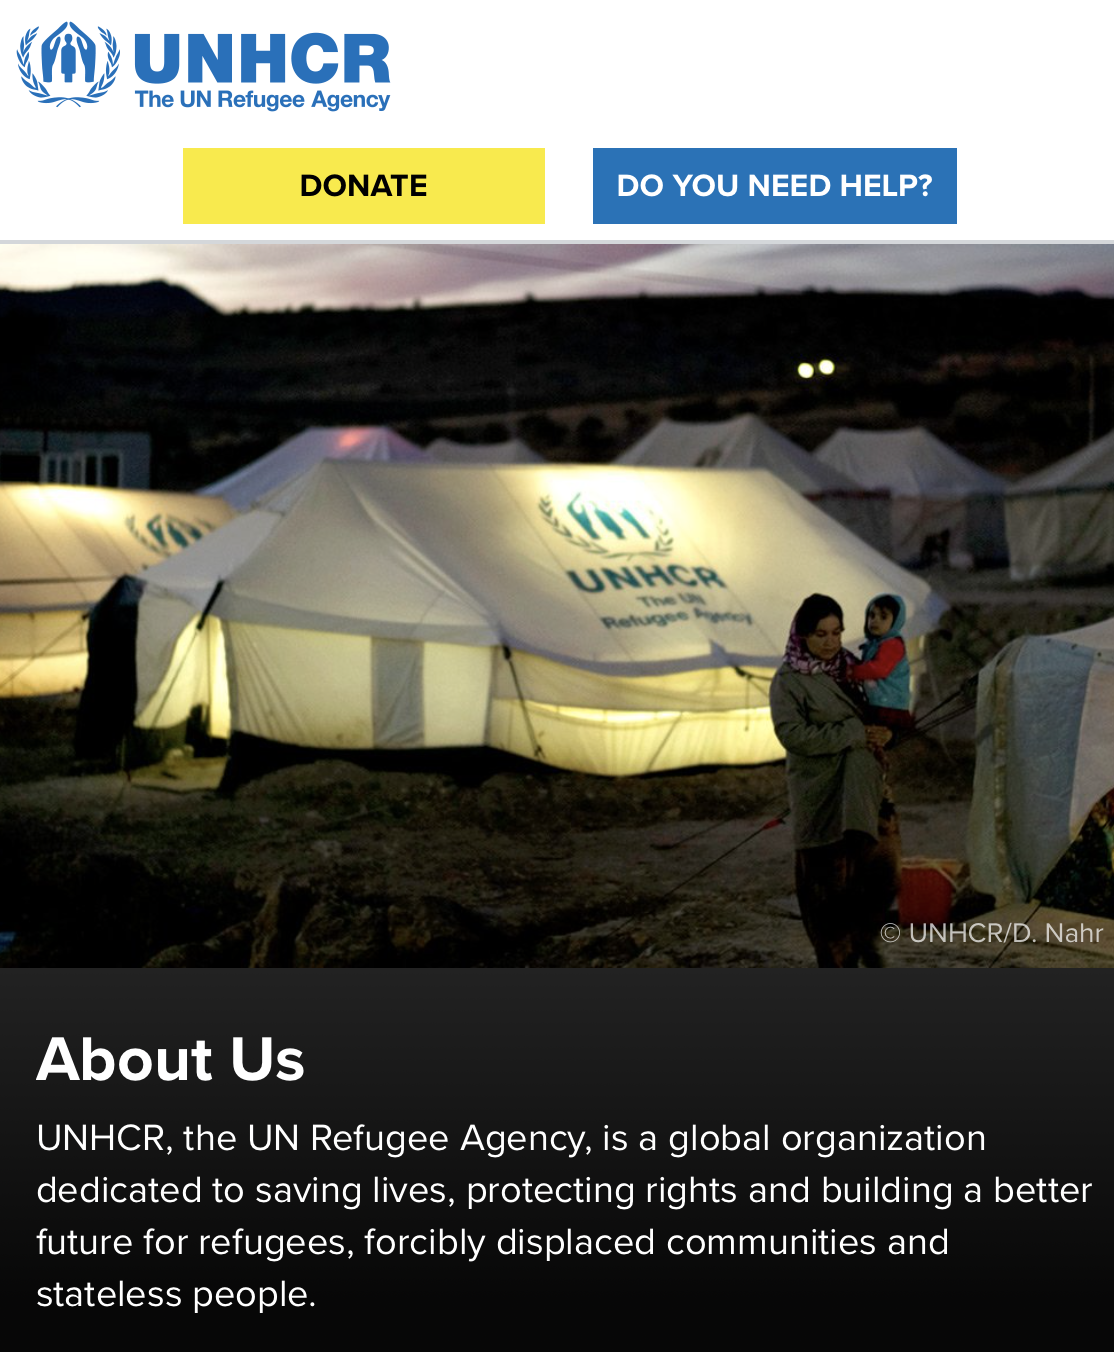 UNHCR
The UN Refugee Agency
DONATE
DO YOU NEED HELP?
UNHCR
The UN
Refugee Agency
© UNHCR/D. Nahr
About Us
UNHCR, the UN Refugee Agency, is a global organization
dedicated to saving lives, protecting rights and building a better
future for refugees, forcibly displaced communities and
stateless people.